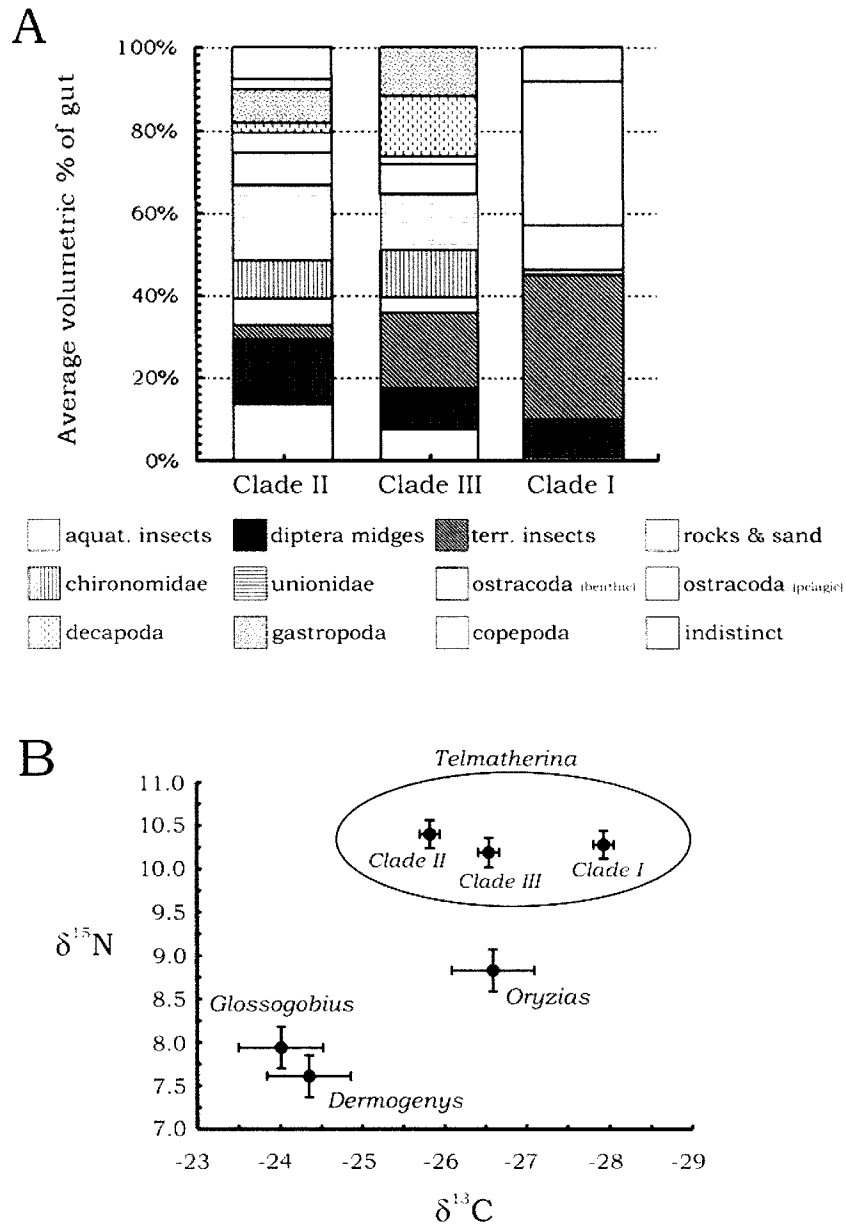 A
Average volumetric % of gut
100%
80%
60%
40%
20%
0%
Clade II Clade III Clade I
aquat. insects diptera midges terr. insects rocks & sand
chironomidae unionidae ostracoda (benthic) ostracoda (pelagic)
decapoda gastropoda copepoda indistinct
B
Telmatherina
11.0
10.5
10.0
9.5
9.0
8.5
8.0
7.5
7.0
δ15N
Clade II
Clade III
Clade I
Oryzias
Glossogobius
Dermogenys
-23 -24 -25 -26 -27 -28 -29
δ13C